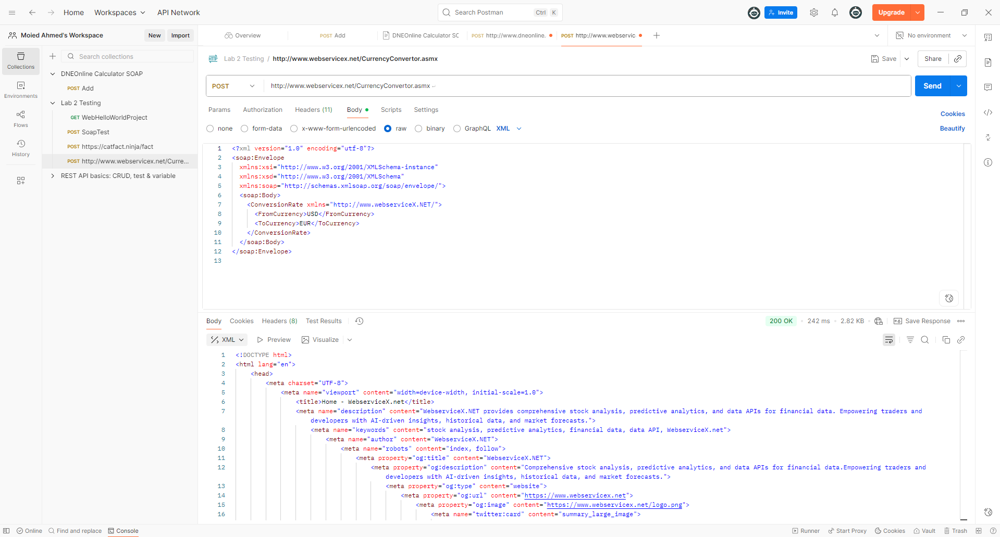 Home
Workspaces
API Network
Search Postman
Ctrl K
Invite
Upgrade
Moied Ahmed's Workspace
New
Import
Overview
POST Add
DNEOnline Calculator SC
POST http://www.dneonline.
POST http://www.webservic
No environment
Collections
Environments
Flows
History
Search collections
DNEOnline Calculator SOAP
POST Add
Lab 2 Testing
GET WebHelloWorldProject
POST SoapTest
POST https://catfact.ninja/fact
POST http://www.webservicex.net/Curre...
REST API basics: CRUD, test & variable
HTTP Lab 2 Testing / http://www.webservicex.net/CurrencyConvertor.asmx
Save
Share
POST
http://www.webservicex.net/CurrencyConvertor.asmx
Send
Params
Authorization
Headers (11)
Body
Scripts
Settings
Cookies
none
form-data
x-www-form-urlencoded
raw
binary
GraphQL
XML
Beautify
1 <?xml version="1.0" encoding="utf-8"?>
2 <soap:Envelope
3 xmlns:xsi="http://www.w3.org/2001/XMLSchema-instance"
4 xmlns:xsd="http://www.w3.org/2001/XMLSchema"
5 xmlns:soap="http://schemas.xmlsoap.org/soap/envelope/">
6 <soap:Body>
7 <ConversionRate xmlns="http://www.webserviceX.NET/">
8 <FromCurrency>USD</FromCurrency>
9 <ToCurrency>EUR</ToCurrency>
10 </ConversionRate>
11 </soap:Body>
12 </soap:Envelope>
13
Body
Cookies
Headers (8)
Test Results
200 OK
242 ms
2.82 KB
e.g. Save Response
XML
Preview
Visualize
1 <!DOCTYPE html>
2 <html lang="en">
3 <head>
4 <meta charset="UTF-8">
5 <meta name="viewport" content="width=device-width, initial-scale=1.0">
6 <title>Home - WebserviceX.net</title>
7 <meta name="description" content="WebserviceX.NET provides comprehensive stock analysis, predictive analytics, and data APIs for financial data. Empowering traders and
developers with AI-driven insights, historical data, and market forecasts.">
8 <meta name="keywords" content="stock analysis, predictive analytics, financial data, data API, WebserviceX.net">
9 <meta name="author" content="WebserviceX.NET">
10 <meta name="robots" content="index, follow">
11 <meta property="og:title" content="WebserviceX.NET">
12 <meta property="og:description" content="Comprehensive stock analysis, predictive analytics, and data APIs for financial data.Empowering traders and
developers with AI-driven insights, historical data, and market forecasts.">
13 <meta property="og:type" content="website">
14 <meta property="og:url" content="https://www.webservicex.net">
15 <meta property="og:image" content="https://www.webservicex.net/logo.png">
16 <meta name="twitter:card" content="summary_large_image">
Online
Find and replace
Console
Runner
Start Proxy
Cookies
Vault
Trash